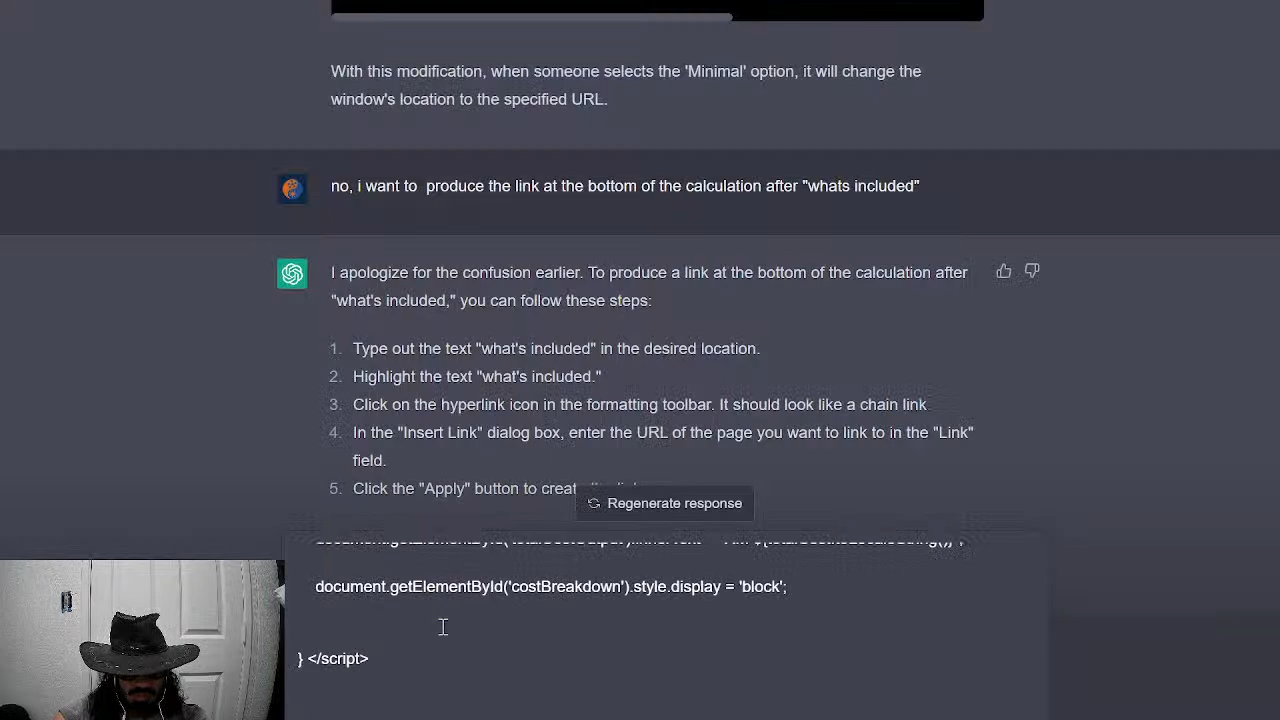 With this modification, when someone selects the 'Minimal' option, it will change the
window's location to the specified URL.
no, i want to  produce the link at the bottom of the calculation after "whats included"
I apologize for the confusion earlier. To produce a link at the bottom of the calculation after
"what's included," you can follow these steps:
1. Type out the text "what's included" in the desired location.
2. Highlight the text "what's included."
3. Click on the hyperlink icon in the formatting toolbar. It should look like a chain link
4. In the "Insert Link" dialog box, enter the URL of the page you want to link to in the "Link"
field.
5. Click the "Apply" button to create
Regenerate response
document.getElementById('costBreakdown').style.display = 'block';
} </script>